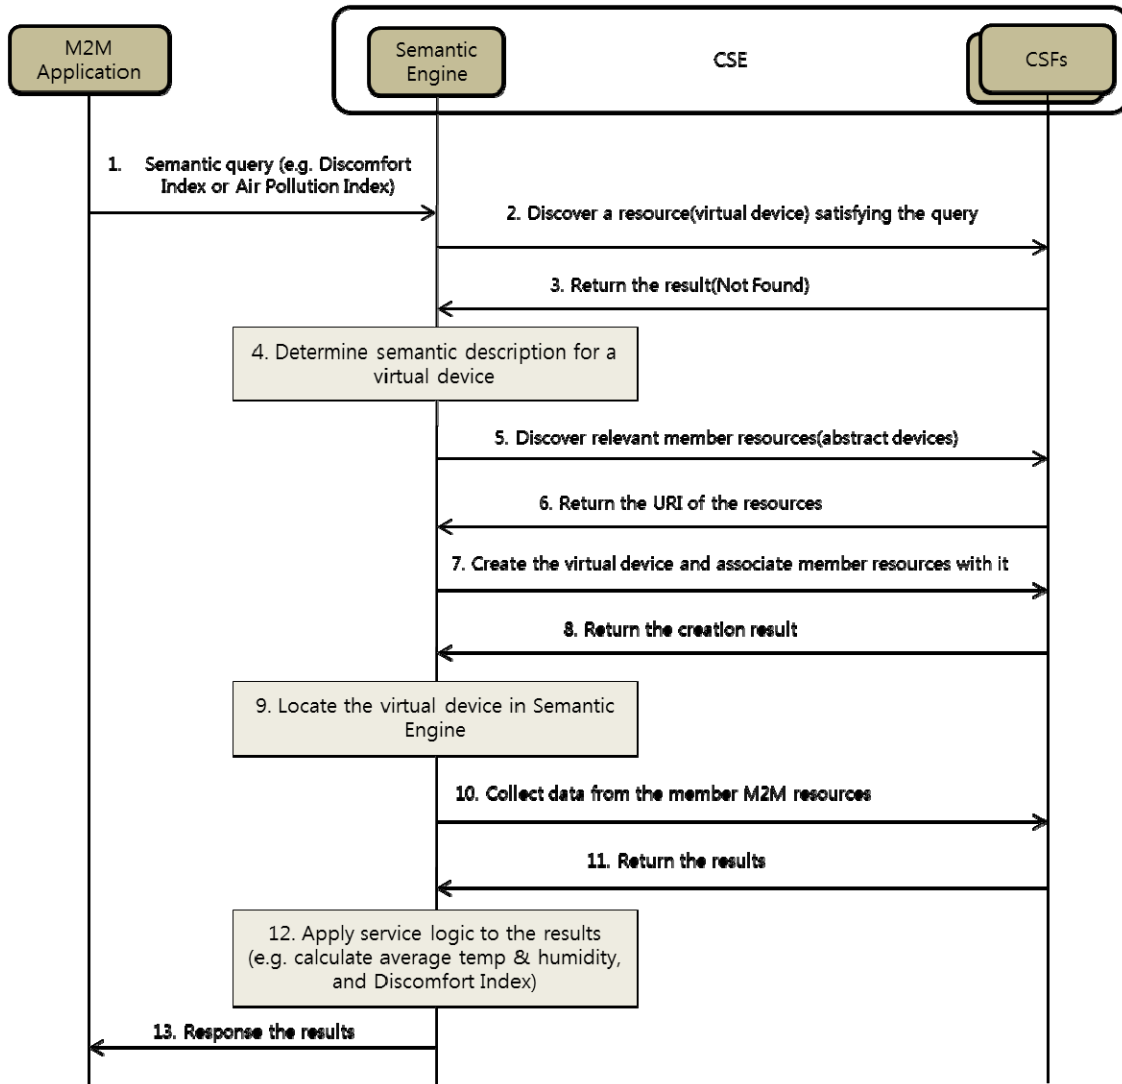 M2M
Application
Semantic
Engine
CSE
CSFs
1. Semantic query (e.g. Discomfort
Index or Air Pollution Index)
2. Discover a resource(virtual device) satisfying the query
3. Return the result(Not Found)
4. Determine semantic description for a
virtual device
5. Discover relevant member resources(abstract devices)
6. Return the URI of the resources
7. Create the virtual device and associate member resources with it
8. Return the creation result
9. Locate the virtual device in Semantic
Engine
10. Collect data from the member M2M resources
11. Return the results
12. Apply service logic to the results
(e.g. calculate average temp & humidity,
and Discomfort Index)
13. Response the results